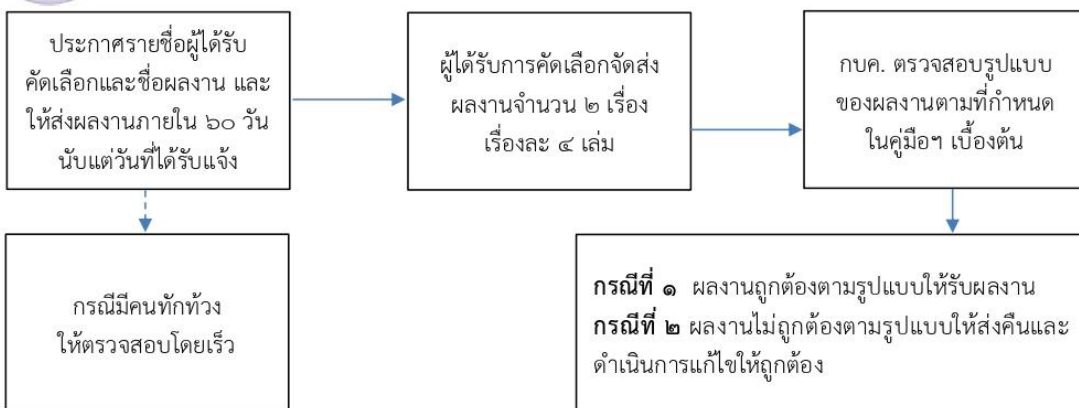 ประกาศรายชื่อผู้ได้รับ
คัดเลือกและชื่อผลงาน และ
ให้ส่งผลงานภายใน ๖๐ วัน
นับแต่วันที่ได้รับแจ้ง
ผู้ได้รับการคัดเลือกจัดส่ง
ผลงานจำนวน ๒ เรื่อง
เรื่องละ ๔ เล่ม
กบค. ตรวจสอบรูปแบบ
ของผลงานตามที่กำหนด
ในคู่มือฯ เบื้องต้น
กรณีมีคนทักท้วง
ให้ตรวจสอบโดยเร็ว
กรณีที่ ๑ ผลงานถูกต้องตามรูปแบบให้รับผลงาน
กรณีที่ ๒ ผลงานไม่ถูกต้องตามรูปแบบให้ส่งคืนและ
ดำเนินการแก้ไขให้ถูกต้อง